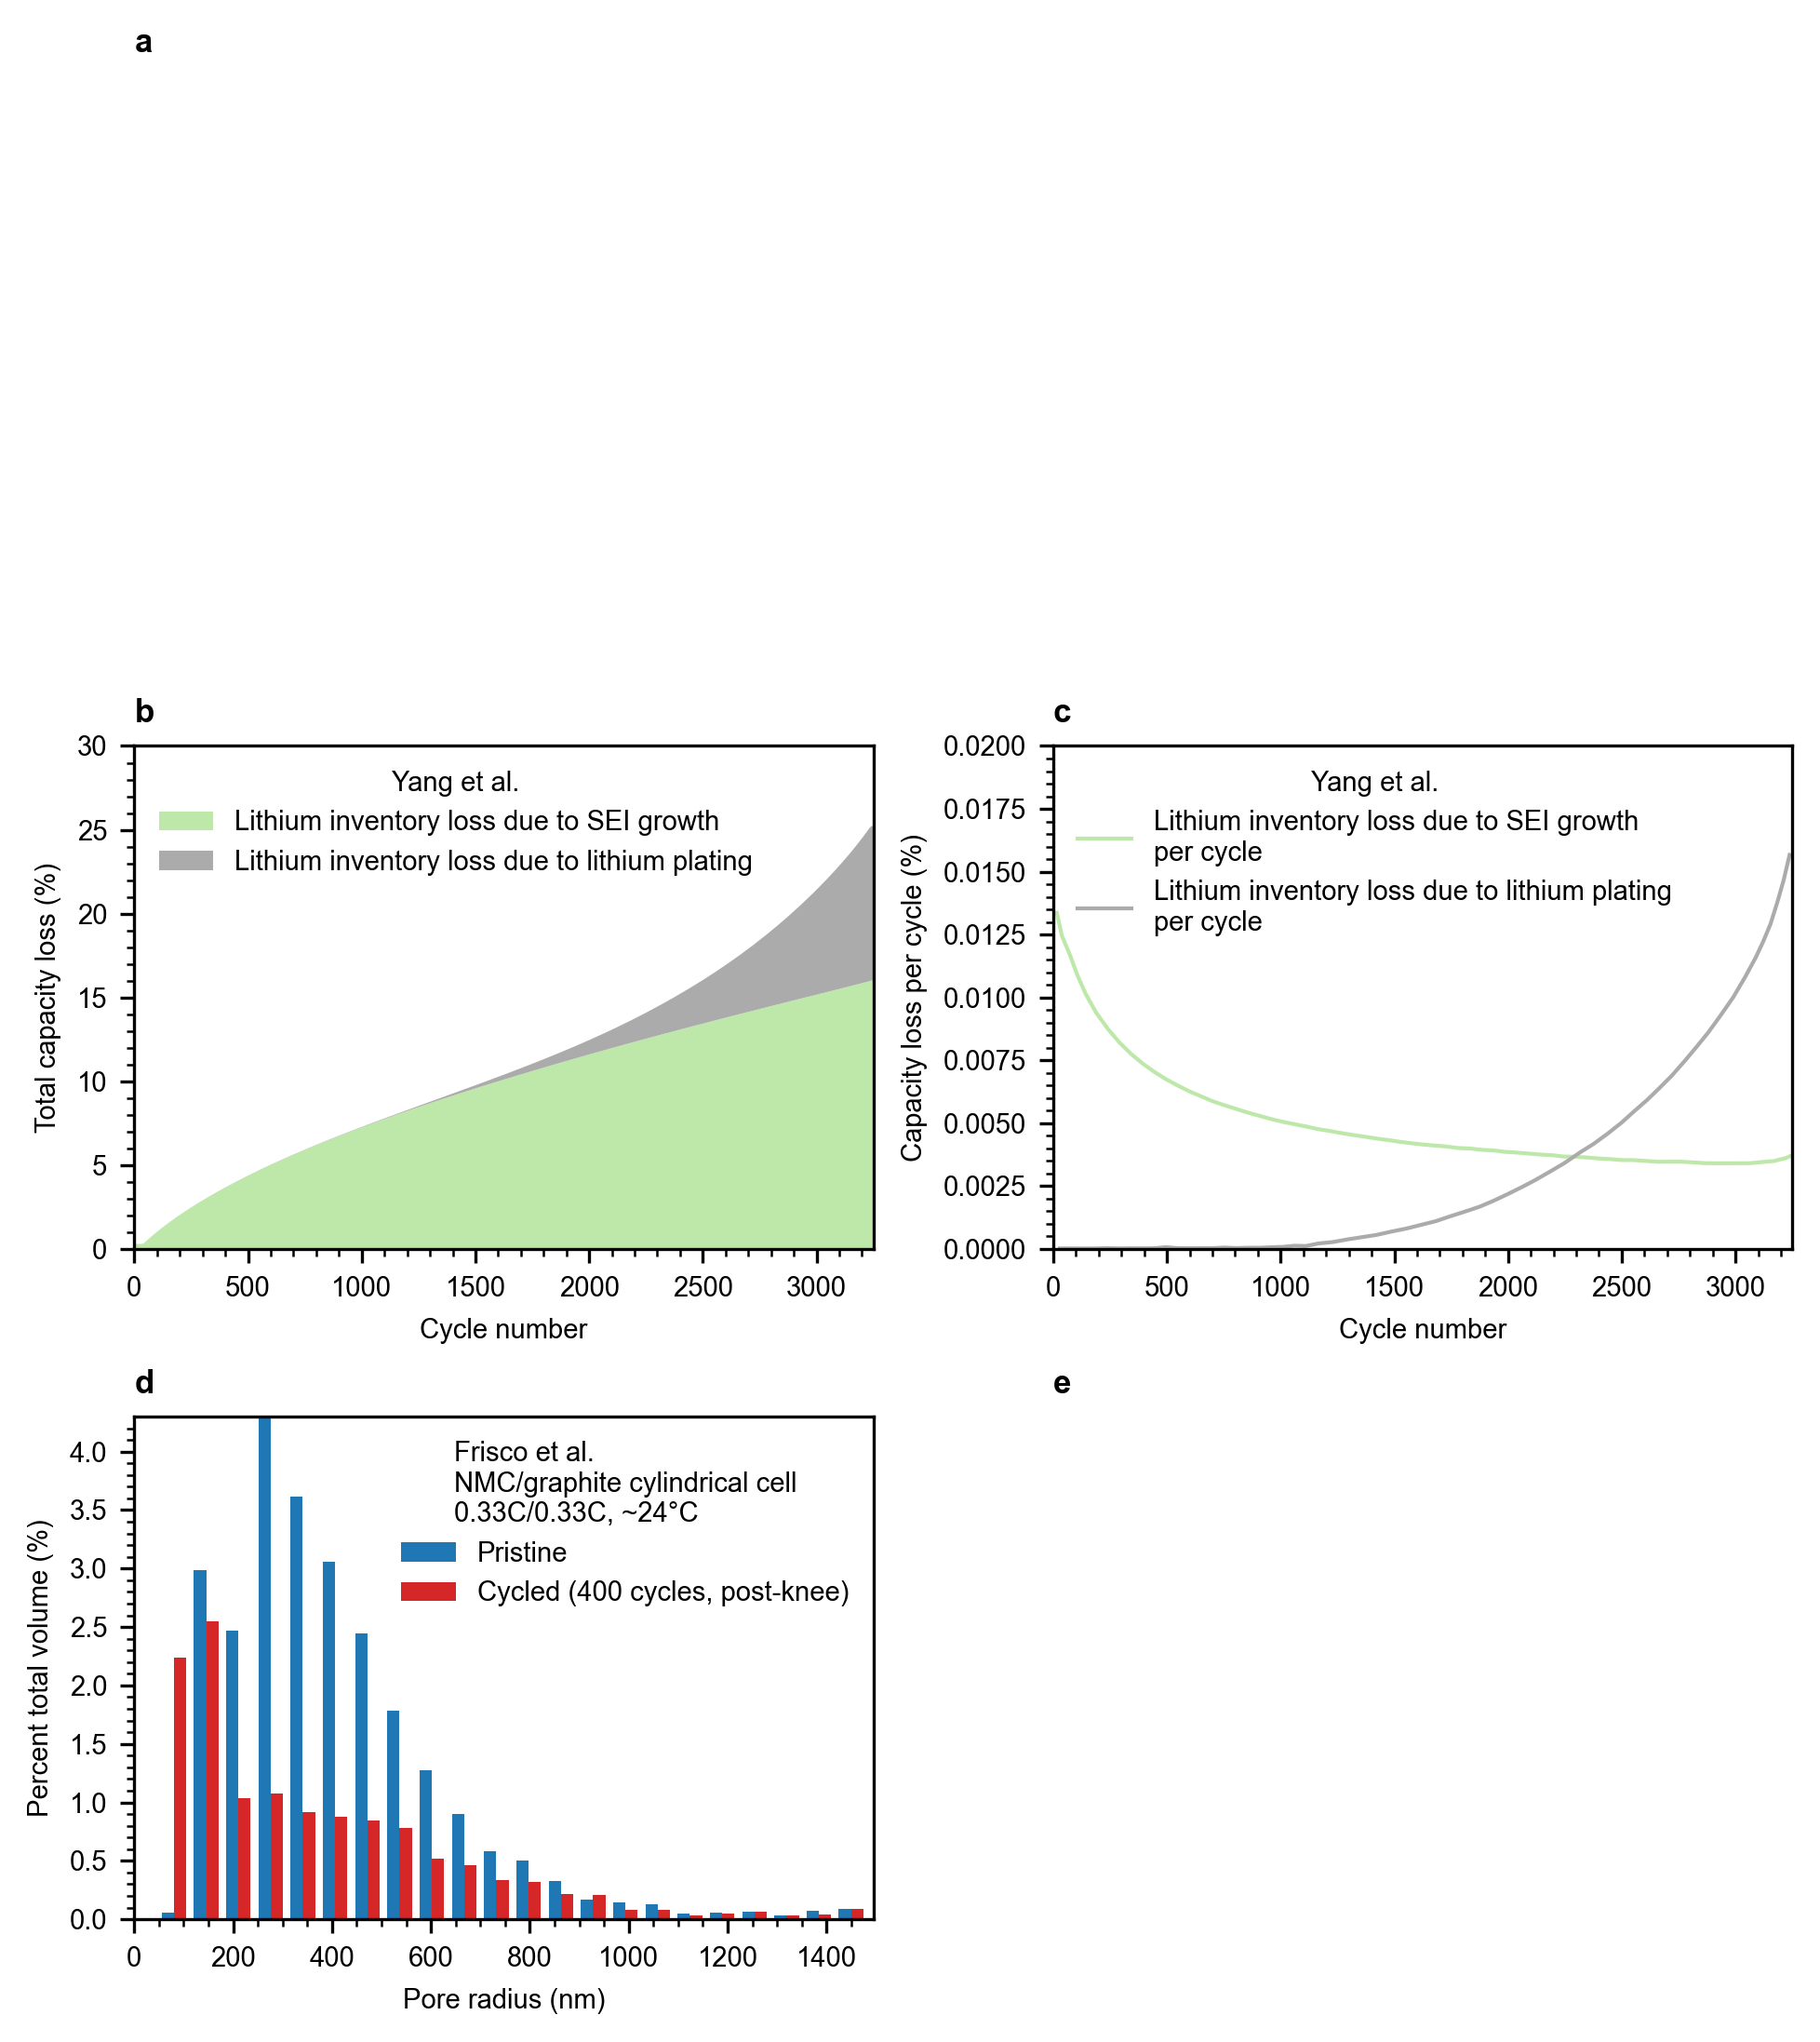 a
b
30
25
20
15
10
5
0
Total capacity loss (%)
Yang et al.
Lithium inventory loss due to SEI growth
Lithium inventory loss due to lithium plating
0 500 1000 1500 2000 2500 3000
Cycle number
c
0.0200
0.0175
0.0150
0.0125
0.0100
0.0075
0.0050
0.0025
0.0000
Capacity loss per cycle (%)
Yang et al.
Lithium inventory loss due to SEI growth
per cycle
Lithium inventory loss due to lithium plating
per cycle
0 500 1000 1500 2000 2500 3000
Cycle number
d
4.0
3.5
3.0
2.5
2.0
1.5
1.0
0.5
0.0
Percent total volume (%)
Frisco et al.
NMC/graphite cylindrical cell
0.33C/0.33C, ~24°C
Pristine
Cycled (400 cycles, post-knee)
0 200 400 600 800 1000 1200 1400
Pore radius (nm)
e